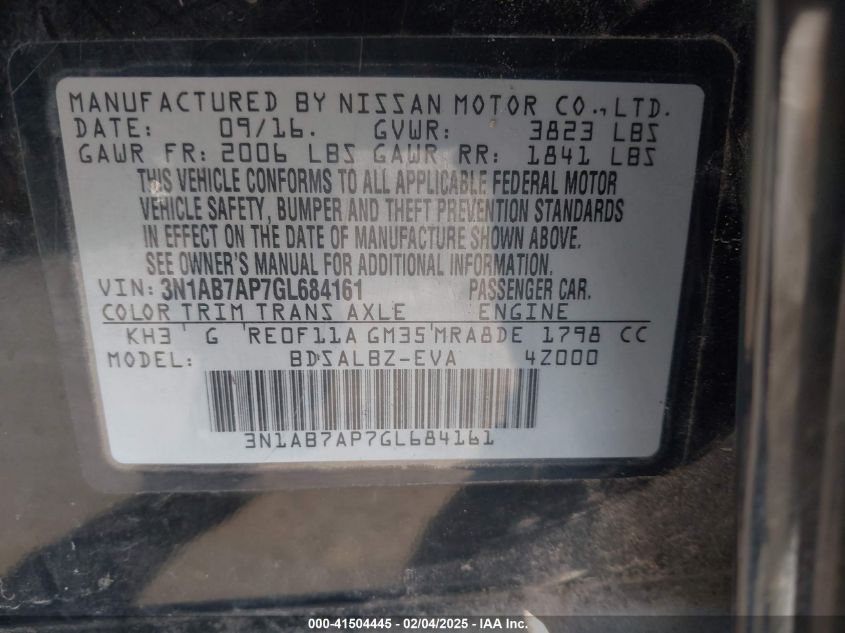 MANUFACTURED BY NISSAN MOTOR CO., LTD.
DATE: 09/16. GVWR: 3823 LBS
GAWR FR: 2006 LBS GAWR RR: 1841 LBS
THIS VEHICLE CONFORMS TO ALL APPLICABLE FEDERAL MOTOR
VEHICLE SAFETY, BUMPER AND THEFT PREVENTION STANDARDS
IN EFFECT ON THE DATE OF MANUFACTURE SHOWN ABOVE.
SEE OWNER'S MANUAL FOR ADDITIONAL INFORMATION.
VIN: 3N1AB7AP7GL684161 PASSENGER CAR.
COLOR TRIM TRANS AXLE ENGINE
KH3 G RE0F11A GM35 MRA8DE 1798 CC
MODEL: BDSALBZ-EVA 4Z000
3N1AB7AP7GL684161
000-41504445 - 02/04/2025 - IAA Inc.